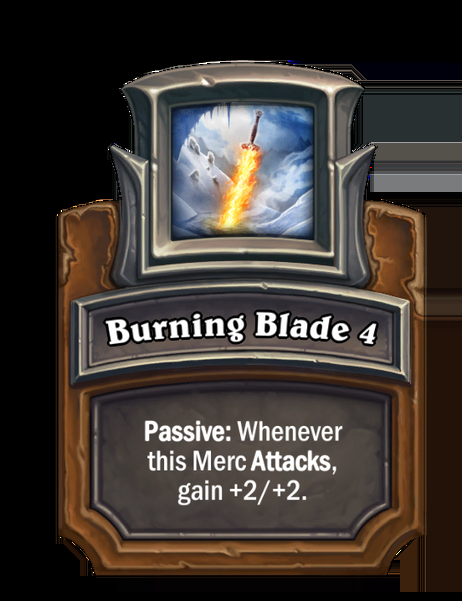 Burning Blade 4
Passive: Whenever
this Merc Attacks,
gain +2/+2.